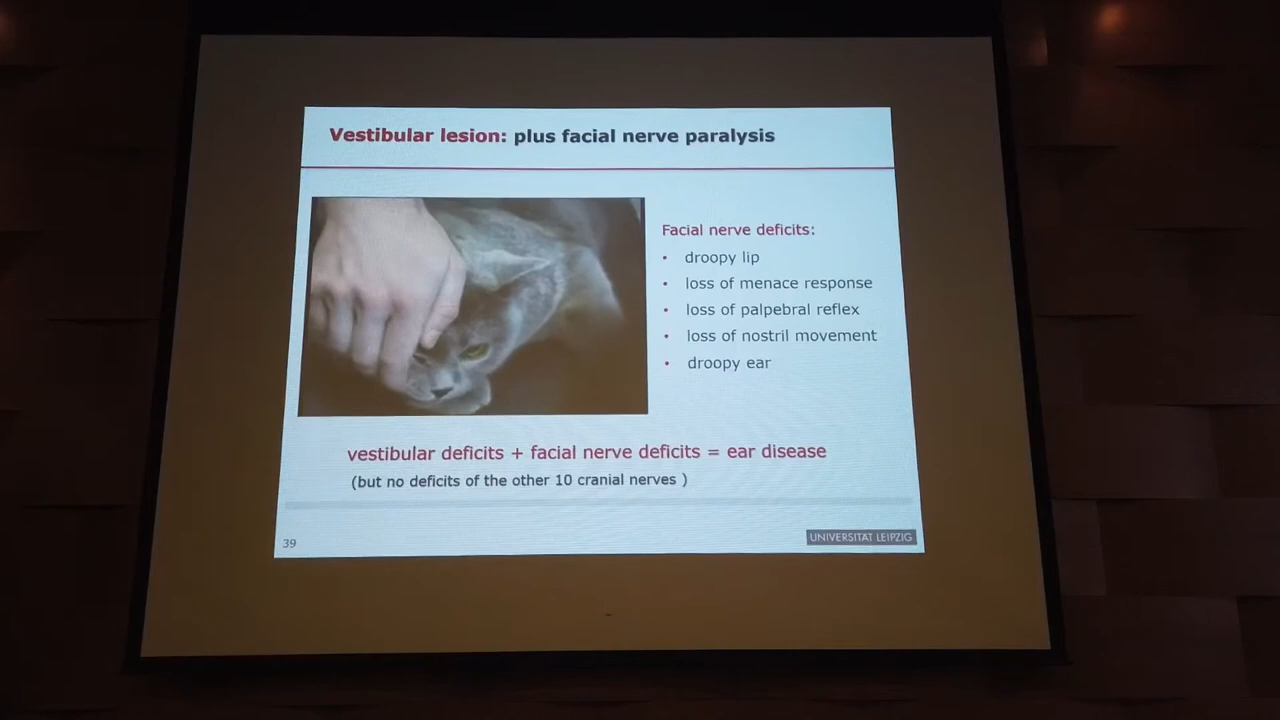 Vestibular lesion: plus facial nerve paralysis
Facial nerve deficits:
• droopy lip
• loss of menace response
• loss of palpebral reflex
• loss of nostril movement
• droopy ear
vestibular deficits + facial nerve deficits = ear disease
(but no deficits of the other 10 cranial nerves )
39
UNIVERSITÄT LEIPZIG